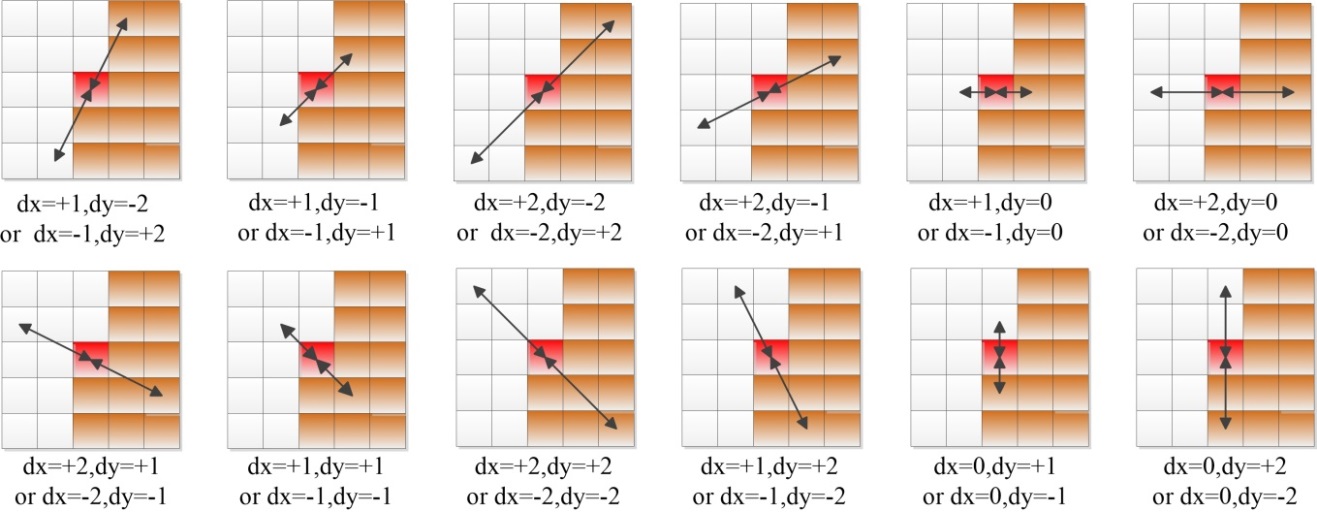 dx=+1,dy=-2
or dx=-1,dy=+2
dx=+1,dy=-1
or dx=-1,dy=+1
dx=+2,dy=-2
or dx=-2,dy=+2
dx=+2,dy=-1
or dx=-2,dy=+1
dx=+1,dy=0
or dx=-1,dy=0
dx=+2,dy=0
or dx=-2,dy=0
dx=+2,dy=+1
or dx=-2,dy=-1
dx=+1,dy=+1
or dx=-1,dy=-1
dx=+2,dy=+2
or dx=-2,dy=-2
dx=+1,dy=+2
or dx=-1,dy=-2
dx=0,dy=+1
or dx=0,dy=-1
dx=0,dy=+2
or dx=0,dy=-2